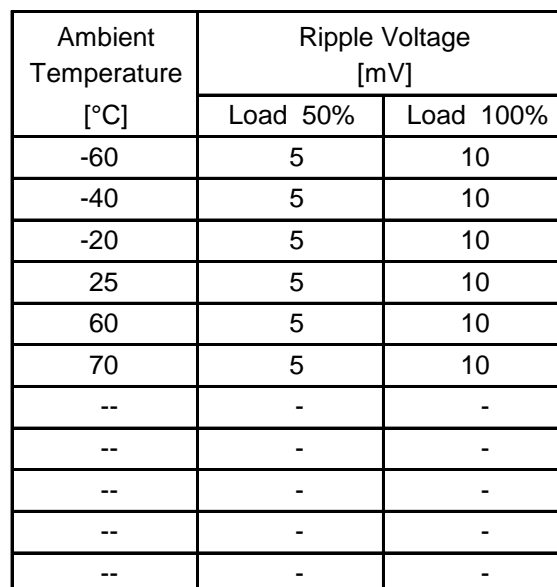 Ambient Temperature [°C] Ripple Voltage [mV]
Load 50% Load 100%
-60 5 10
-40 5 10
-20 5 10
25 5 10
60 5 10
70 5 10
-- - -
-- - -
-- - -
-- - -
-- - -